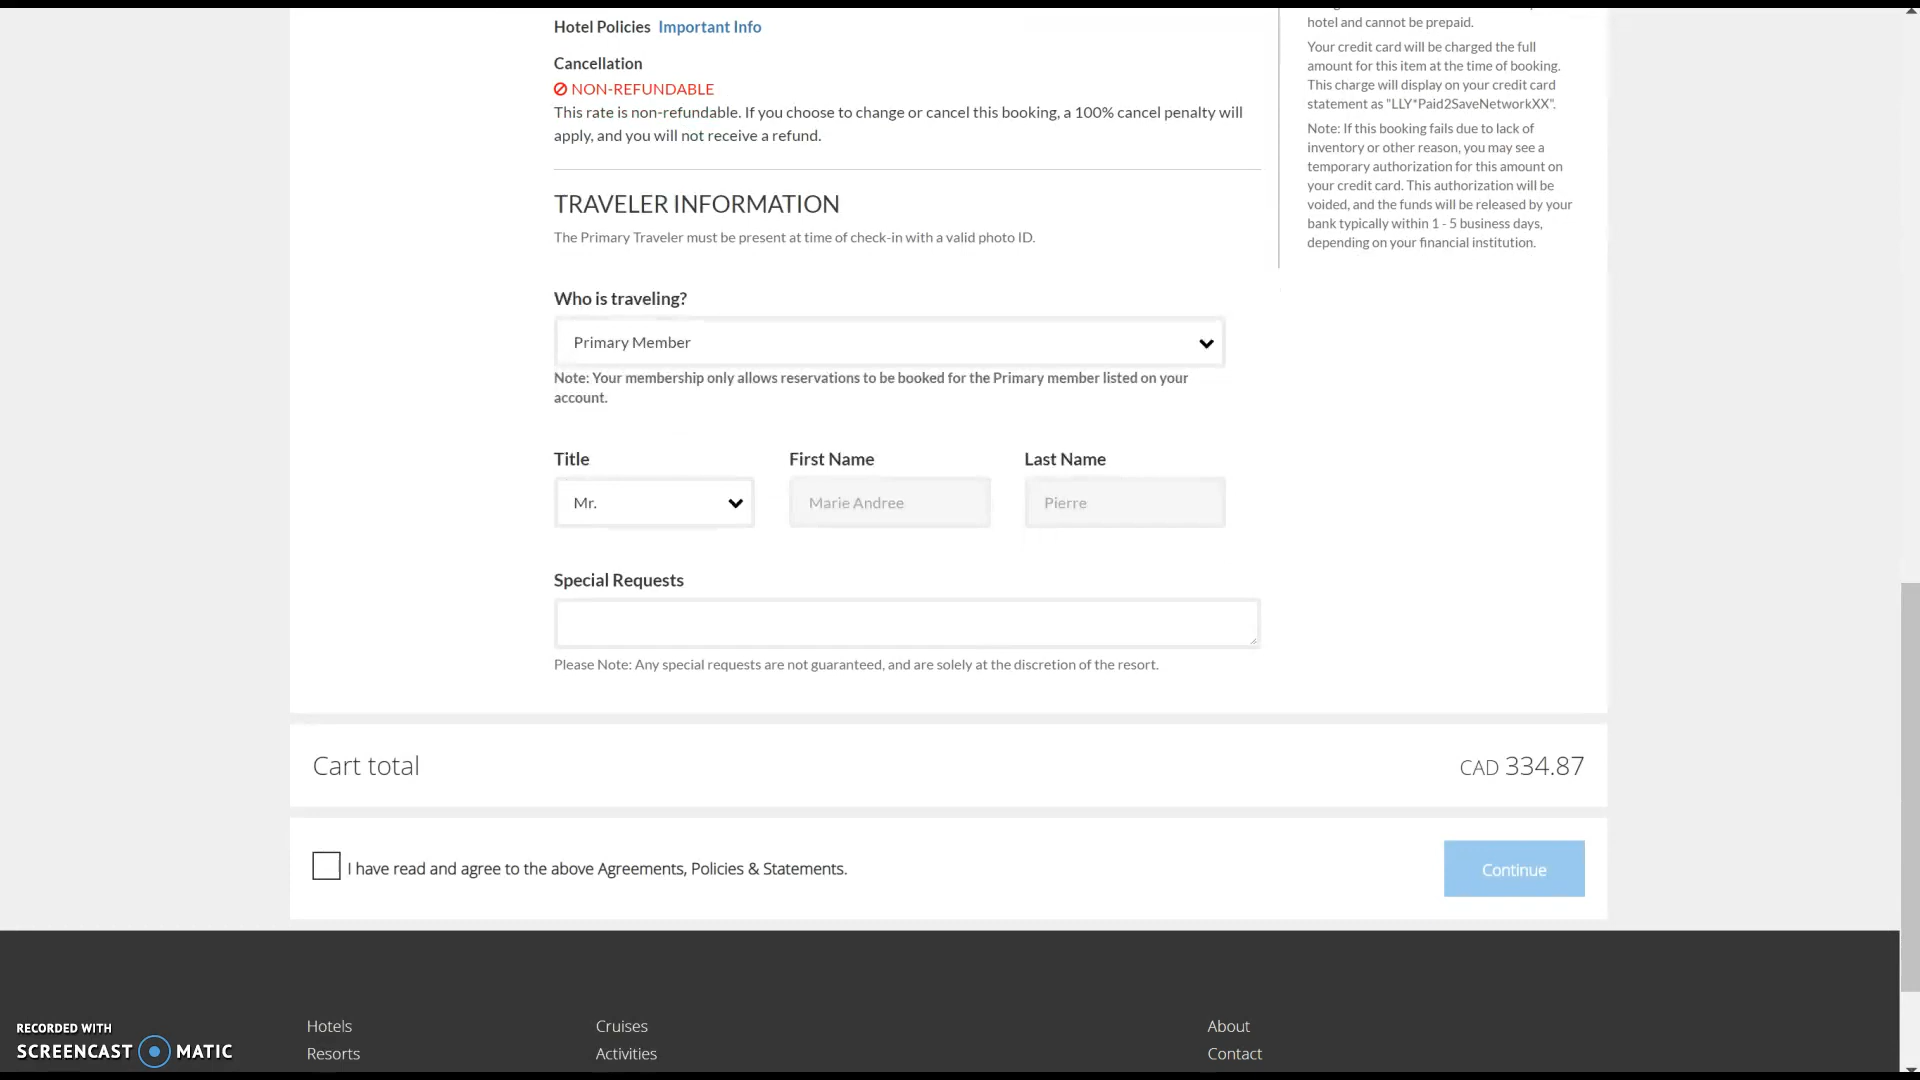 Hotel Policies Important Info
Cancellation
NON-REFUNDABLE
This rate is non-refundable. If you choose to change or cancel this booking, a 100% cancel penalty will
apply, and you will not receive a refund.
TRAVELER INFORMATION
The Primary Traveler must be present at time of check-in with a valid photo ID.
Who is traveling?
Primary Member
Note: Your membership only allows reservations to be booked for the Primary member listed on your
account.
Title First Name Last Name
Mr. Marie Andree Pierre
Special Requests
Please Note: Any special requests are not guaranteed, and are solely at the discretion of the resort.
hotel and cannot be prepaid.
Your credit card will be charged the full
amount for this item at the time of booking.
This charge will display on your credit card
statement as "LLY*Paid2SaveNetworkXX".
Note: If this booking fails due to lack of
inventory or other reason, you may see a
temporary authorization for this amount on
your credit card. This authorization will be
voided, and the funds will be released by your
bank typically within 1 - 5 business days,
depending on your financial institution.
Cart total CAD 334.87
I have read and agree to the above Agreements, Policies & Statements. Continue
Hotels Cruises About
Resorts Activities Contact
RECORDED WITH
SCREENCAST MATIC